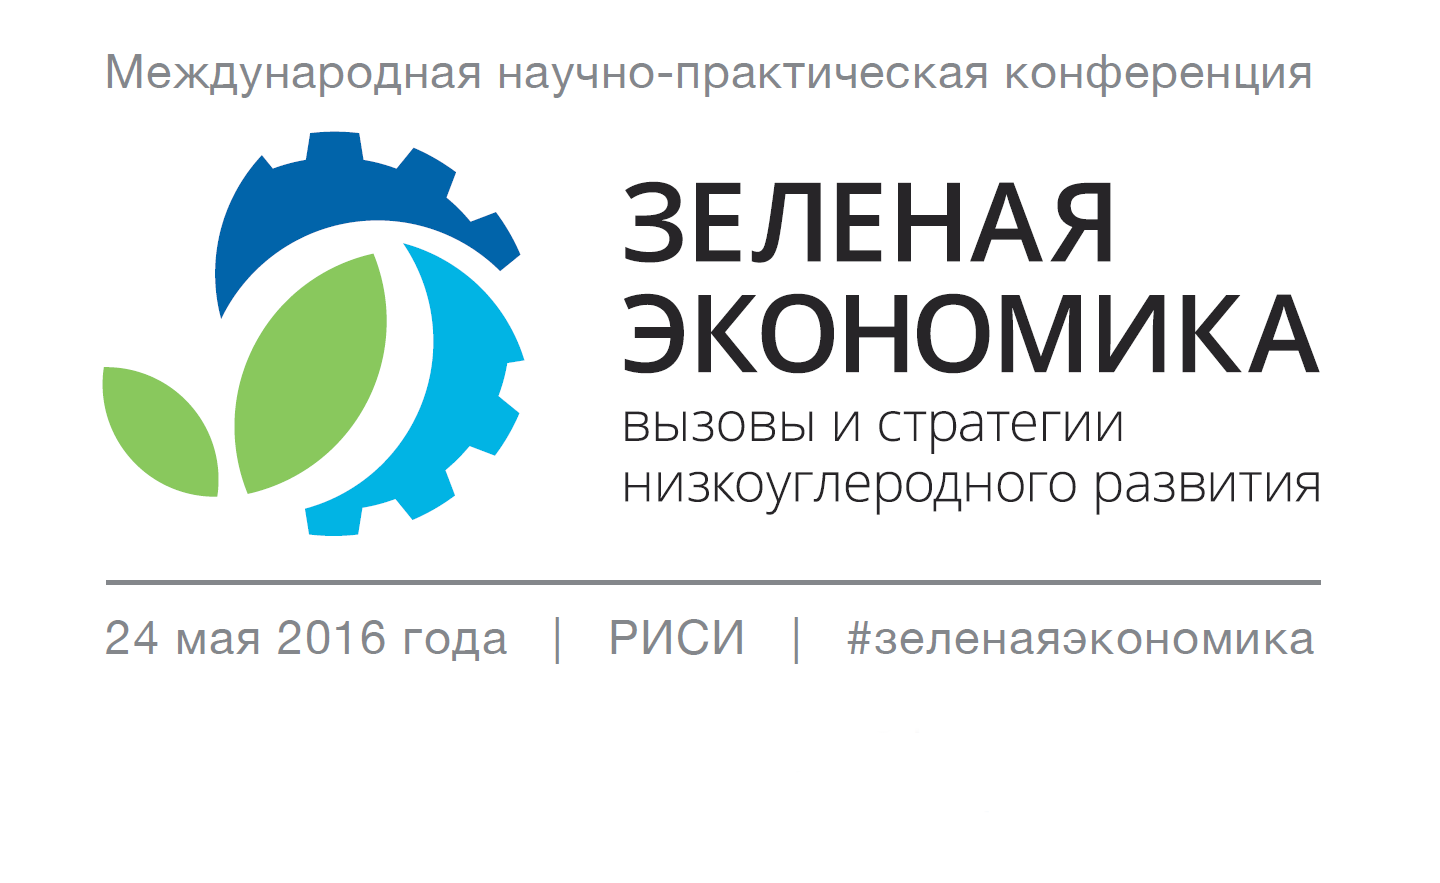 Международная научно-практическая конференция
ЗЕЛЕНАЯ
ЭКОНОМИКА
вызовы и стратегии
низкоуглеродного развития
24 мая 2016 года | РИСИ | #зеленаяэкономика